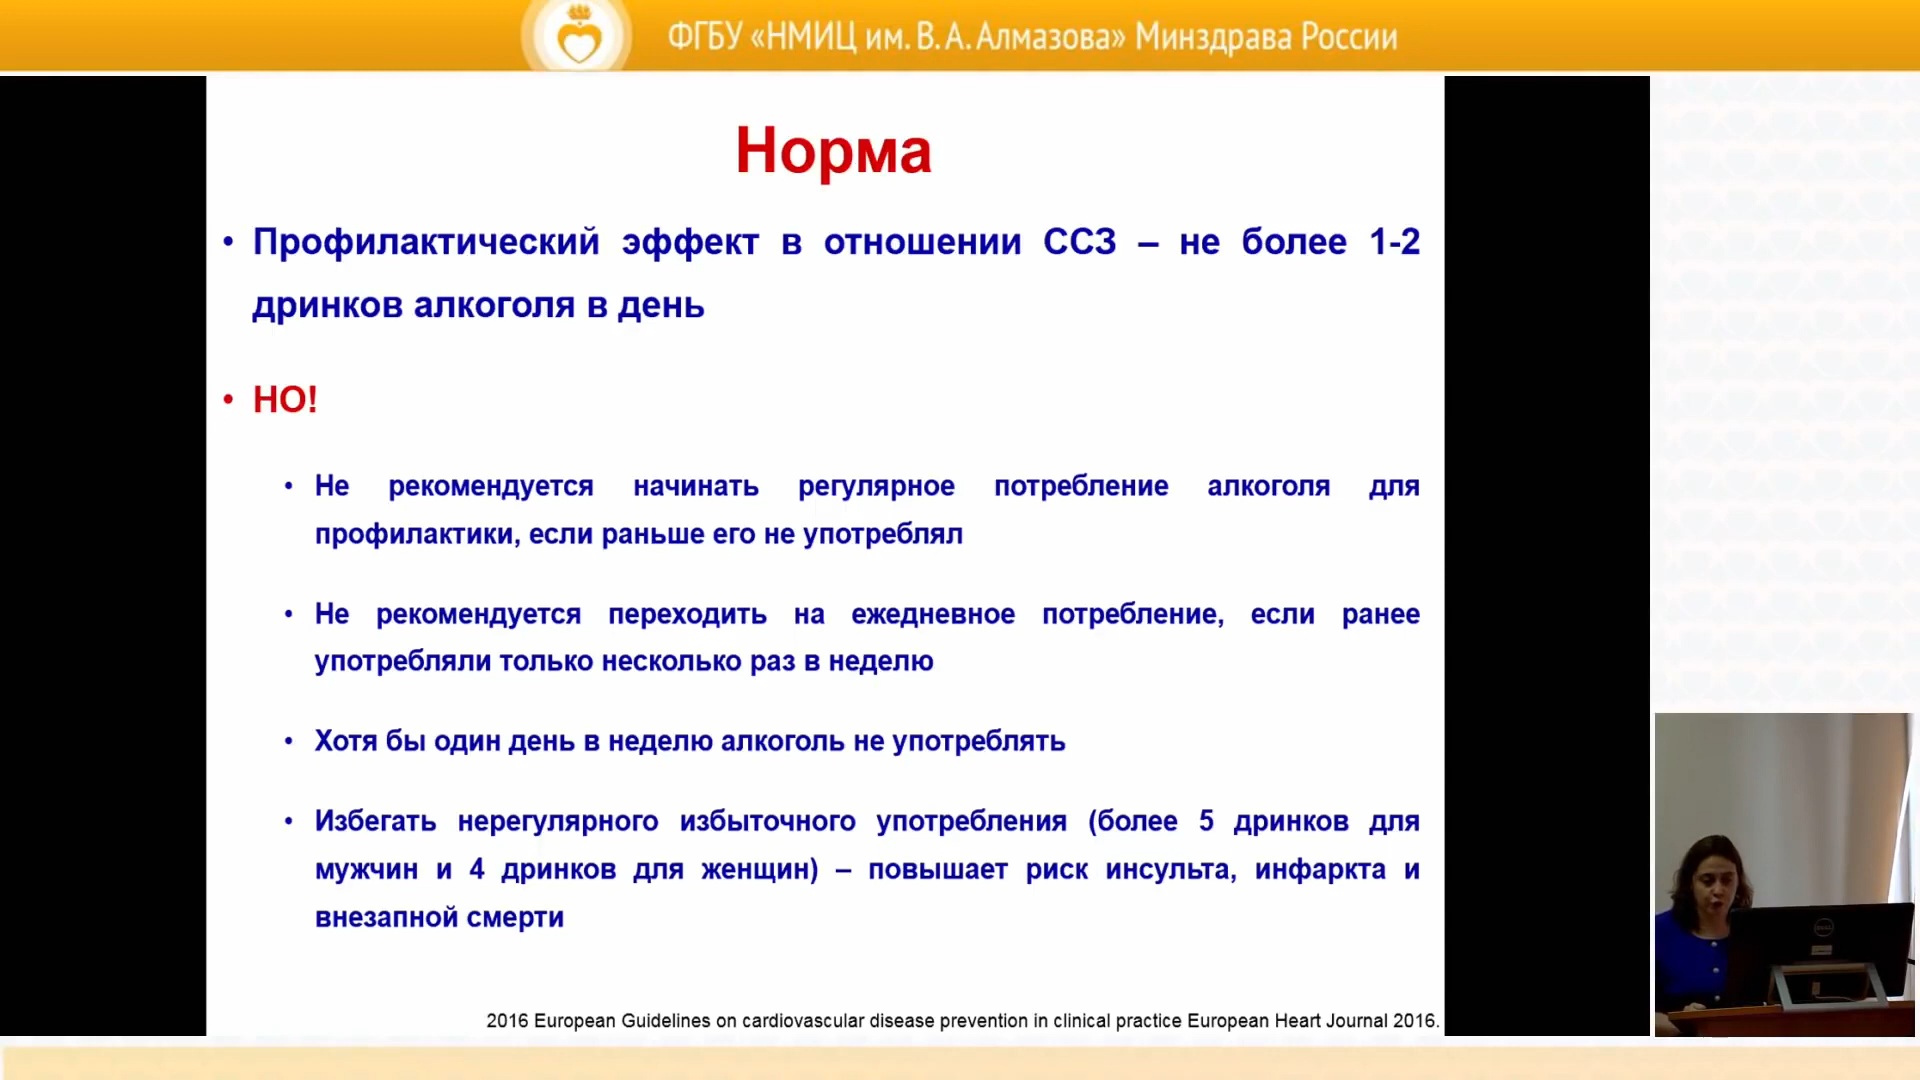 ФГБУ «НМИЦ им. В. А. Алмазова» Минздрава России
Норма
• Профилактический эффект в отношении ССЗ – не более 1-2
дринков алкоголя в день
• НО!
• Не рекомендуется начинать регулярное потребление алкоголя для
профилактики, если раньше его не употреблял
• Не рекомендуется переходить на ежедневное потребление, если ранее
употребляли только несколько раз в неделю
• Хотя бы один день в неделю алкоголь не употреблять
• Избегать нерегулярного избыточного употребления (более 5 дринков для
мужчин и 4 дринков для женщин) – повышает риск инсульта, инфаркта и
внезапной смерти
2016 European Guidelines on cardiovascular disease prevention in clinical practice European Heart Journal 2016.